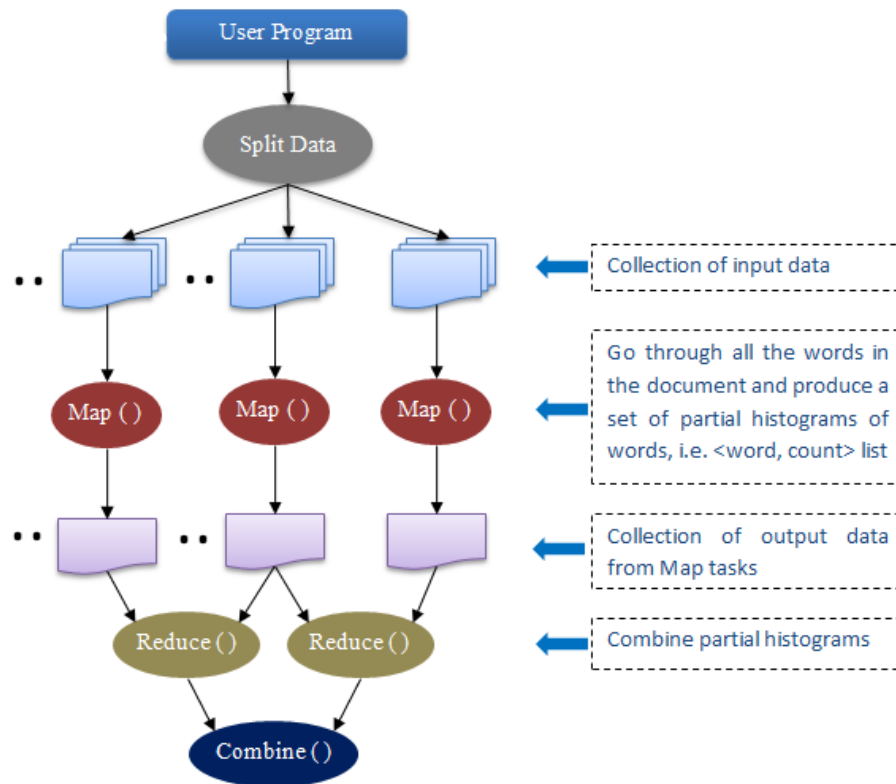 User Program
Split Data
Collection of input data
Go through all the words in
the document and produce a
set of partial histograms of
words, i.e. <word, count> list
Map ( )
Map ( )
Map ( )
Collection of output data
from Map tasks
Reduce ( )
Reduce ( )
Combine partial histograms
Combine ( )